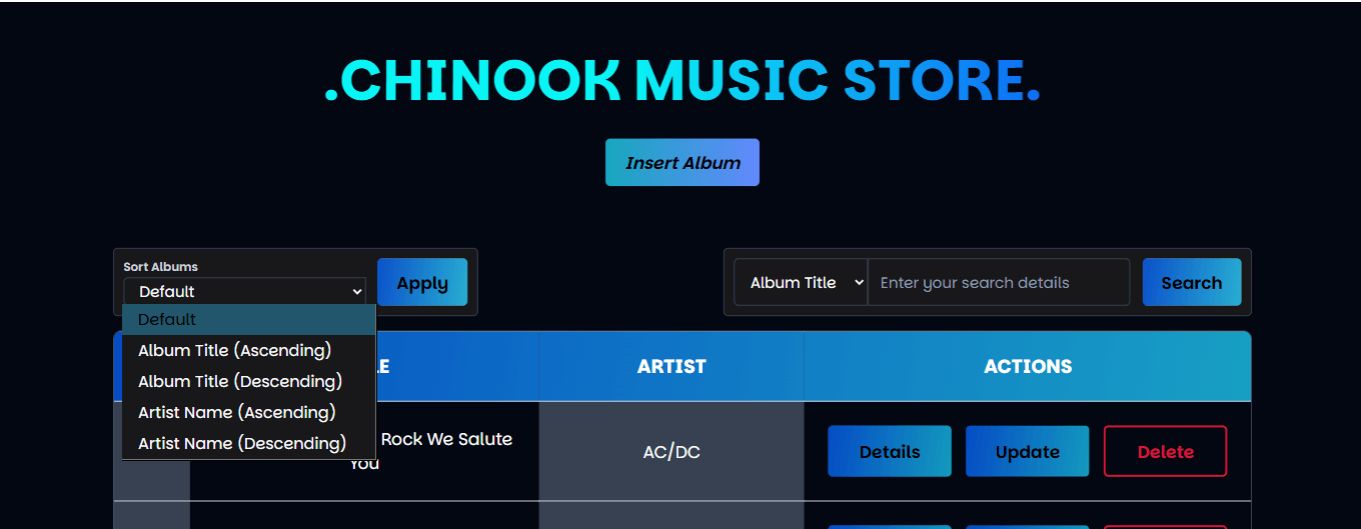 .CHINOOK MUSIC STORE.
Insert Album
Sort Albums
Default
Apply
Album Title
Enter your search details
Search
Default
Album Title (Ascending)
Album Title (Descending)
Artist Name (Ascending)
Artist Name (Descending)
LE
ARTIST
ACTIONS
Rock We Salute
You
AC/DC
Details
Update
Delete